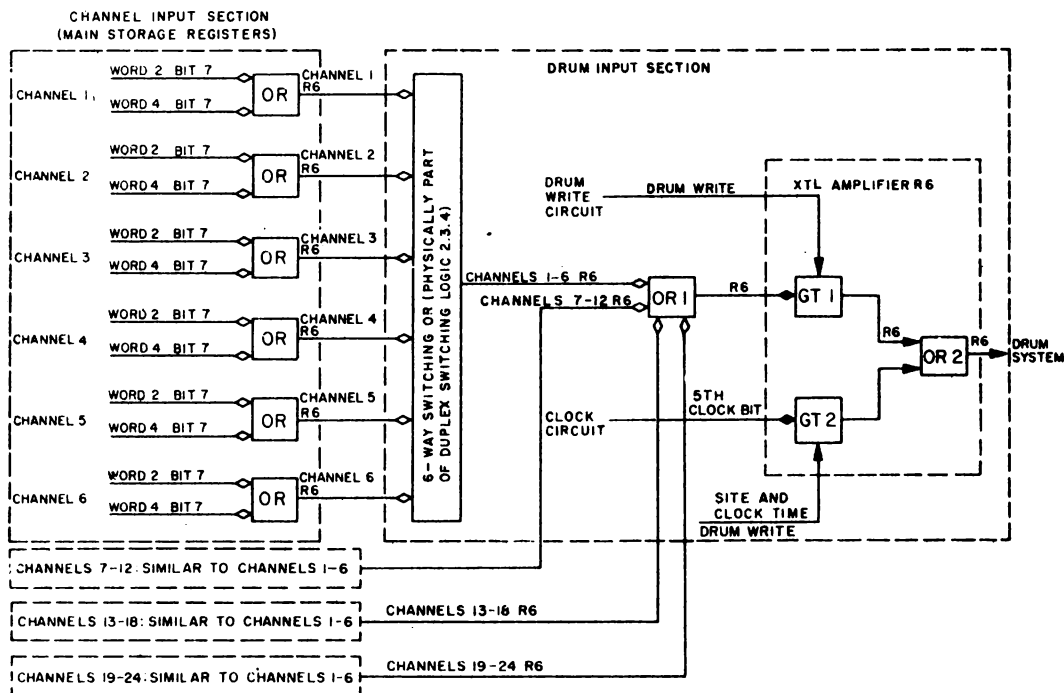 CHANNEL INPUT SECTION
(MAIN STORAGE REGISTERS)
DRUM INPUT SECTION
CHANNEL 1
WORD 2 BIT 7
WORD 4 BIT 7
OR
CHANNEL 1
R6
CHANNEL 2
WORD 2 BIT 7
WORD 4 BIT 7
OR
CHANNEL 2
R6
CHANNEL 3
WORD 2 BIT 7
WORD 4 BIT 7
OR
CHANNEL 3
R6
CHANNEL 4
WORD 2 BIT 7
WORD 4 BIT 7
OR
CHANNEL 4
R6
CHANNEL 5
WORD 2 BIT 7
WORD 4 BIT 7
OR
CHANNEL 5
R6
CHANNEL 6
WORD 2 BIT 7
WORD 4 BIT 7
OR
CHANNEL 6
R6
6-WAY SWITCHING OR (PHYSICALLY PART
OF DUPLEX SWITCHING LOGIC 2.3.4)
CHANNELS 1-6 R6
CHANNELS 7-12 R6
OR 1
R6
DRUM
WRITE
CIRCUIT
DRUM WRITE
XTL AMPLIFIER R6
GT 1
R6
OR 2
R6
DRUM
SYSTEM
CLOCK
CIRCUIT
5TH
CLOCK BIT
GT 2
SITE AND
CLOCK TIME
DRUM WRITE
CHANNELS 7-12: SIMILAR TO CHANNELS 1-6
CHANNELS 13-18: SIMILAR TO CHANNELS 1-6
CHANNELS 13-18 R6
CHANNELS 19-24: SIMILAR TO CHANNELS 1-6
CHANNELS 19-24 R6